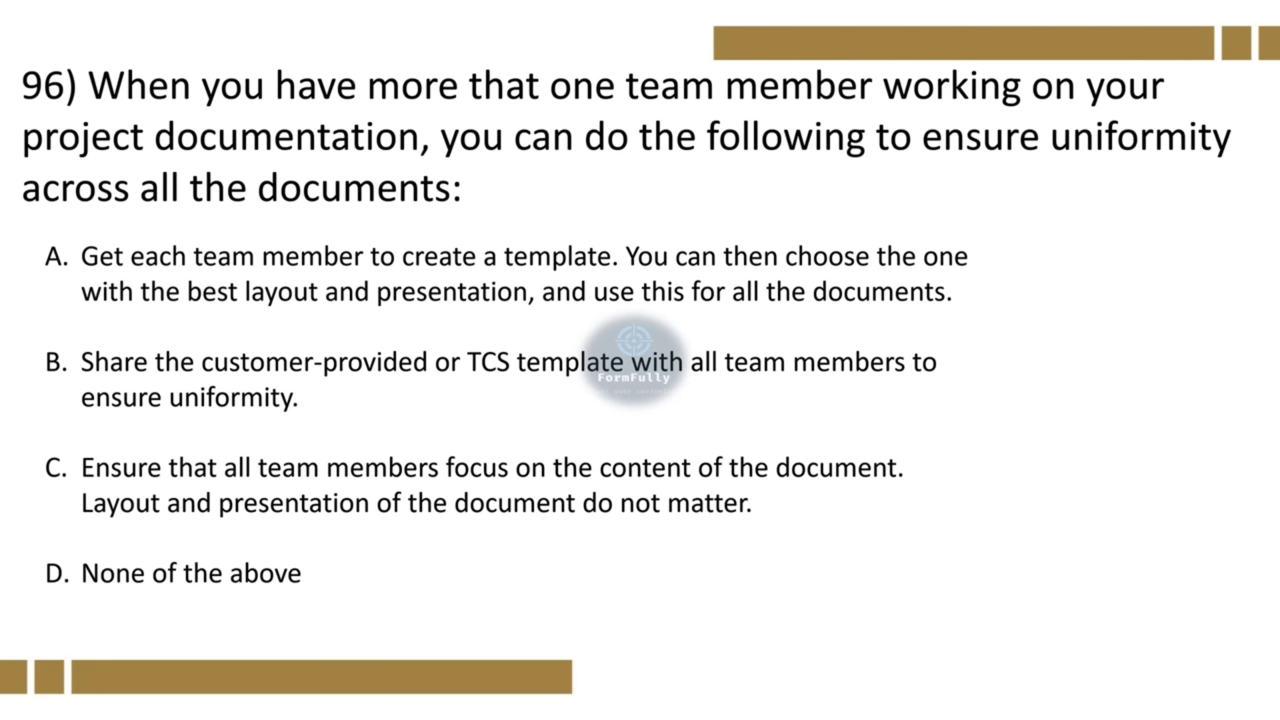 96) When you have more that one team member working on your
project documentation, you can do the following to ensure uniformity
across all the documents:
A. Get each team member to create a template. You can then choose the one
with the best layout and presentation, and use this for all the documents.
B. Share the customer-provided or TCS template with all team members to
ensure uniformity.
C. Ensure that all team members focus on the content of the document.
Layout and presentation of the document do not matter.
D. None of the above
FormFully